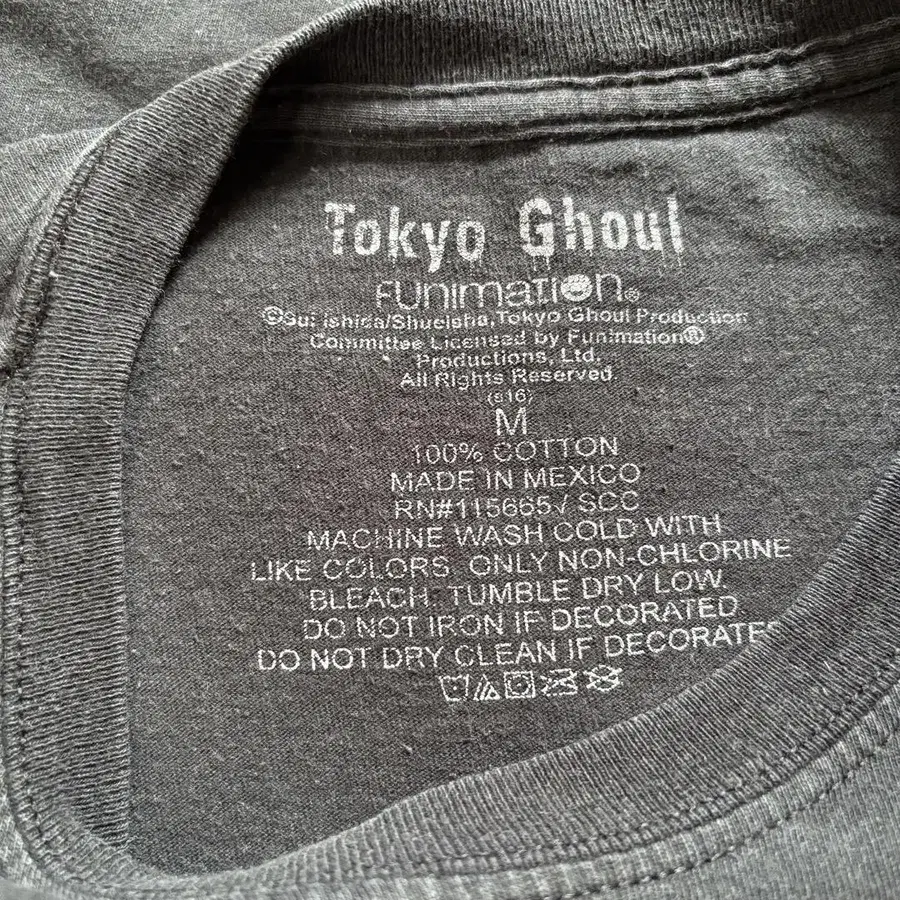 Tokyo Ghoul
FUnimaTiOn®
©Sui Ishida/Shueisha,Tokyo Ghoul Production
Committee Licensed by Funimation®
Productions, Ltd.
All Rights Reserved.
(s16)
M
100% COTTON
MADE IN MEXICO
RN#115665√ SCC
MACHINE WASH COLD WITH
LIKE COLORS. ONLY NON-CHLORINE
BLEACH. TUMBLE DRY LOW.
DO NOT IRON IF DECORATED.
DO NOT DRY CLEAN IF DECORATED